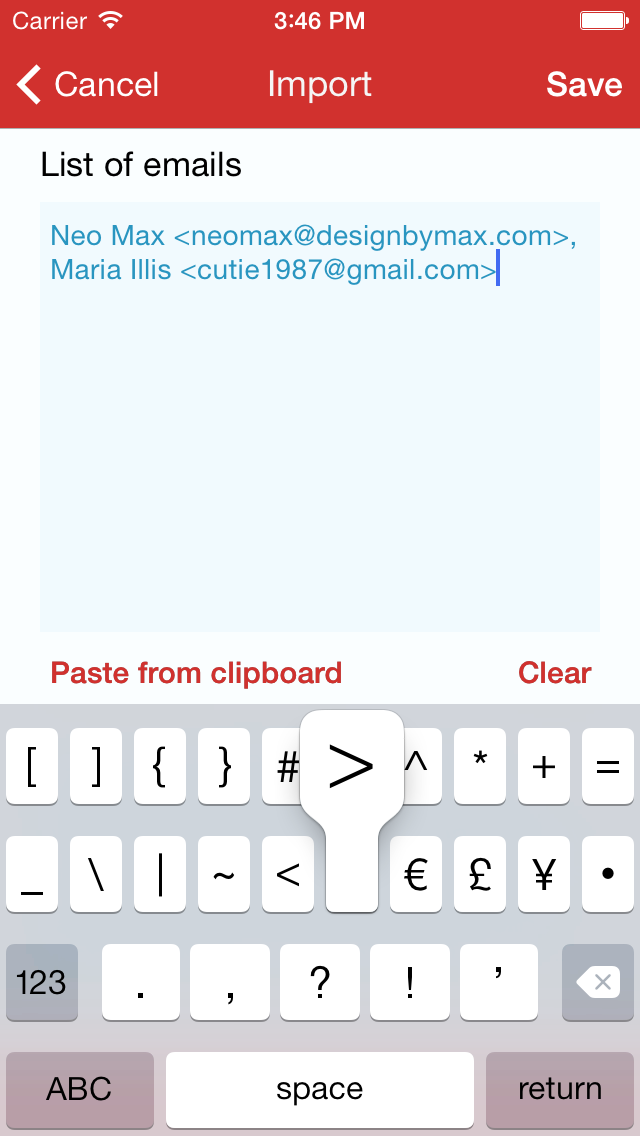 Carrier 3:46 PM
Cancel Import Save
List of emails
Neo Max <neomax@designbymax.com>,
Maria Illis <cutie1987@gmail.com>
Paste from clipboard Clear
[ ] { } # > ^ * + =
_ \ | ~ < € £ ¥ •
123 . , ? ! ’
ABC space return